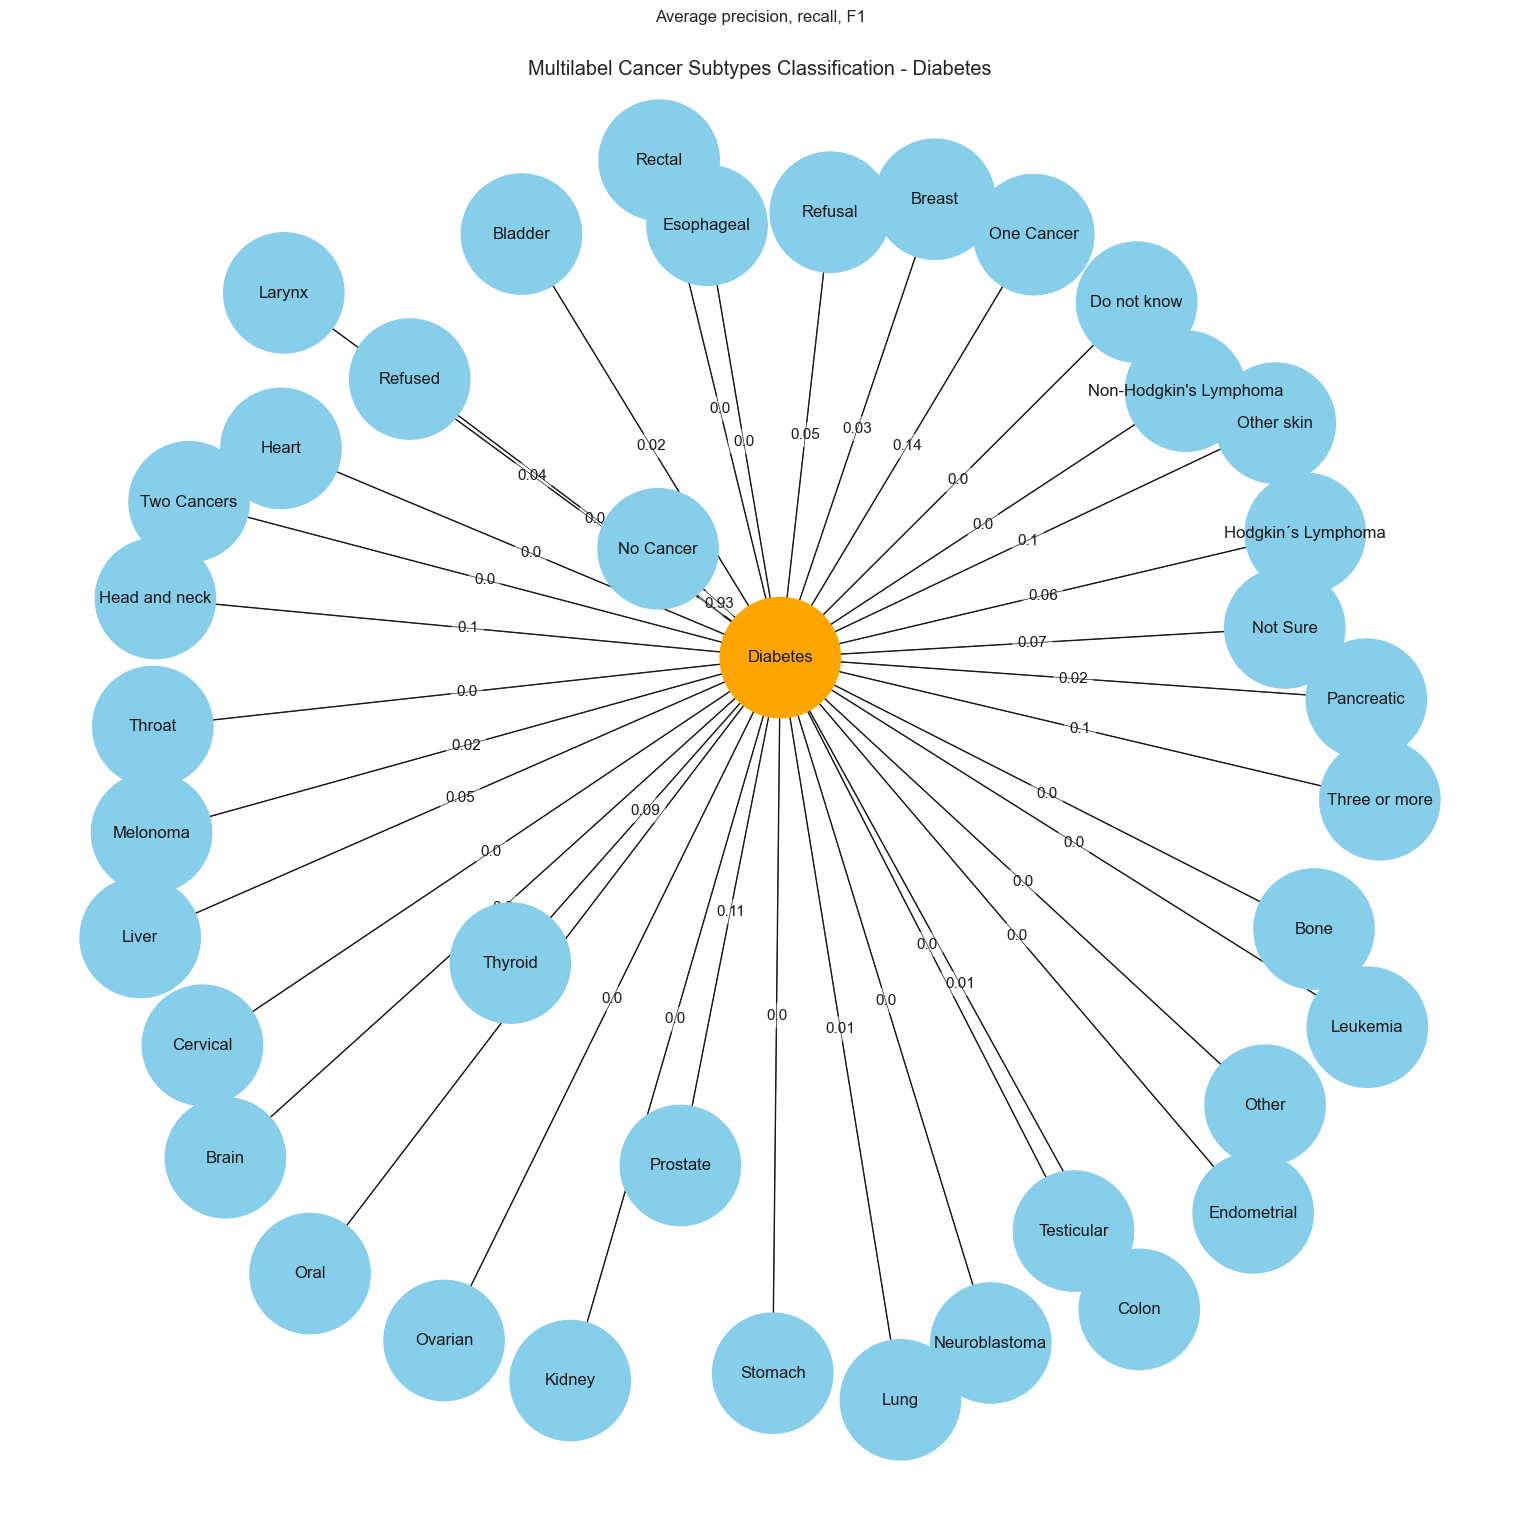 Average precision, recall, F1
Multilabel Cancer Subtypes Classification - Diabetes
Rectal
Breast
Refusal
Esophageal
Bladder
One Cancer
Larynx
Do not know
Refused
Non-Hodgkin's Lymphoma
0.0
Other skin
0.03
0.05
0.0
0.02
0.14
Heart
0.04
0.0
Two Cancers
0.0
0.0
Hodgkin´s Lymphoma
0.1
No Cancer
0.0
0.0
0.06
Head and neck
0.93
0.1
Not Sure
0.07
Diabetes
0.02
0.0
Pancreatic
Throat
0.1
0.02
0.0
0.05
Three or more
0.09
Melonoma
0.0
0.0
0.0
0.11
Bone
0.0
Liver
0.0
Thyroid
0.01
0.0
0.0
0.0
0.0
0.01
Leukemia
Cervical
Other
Brain
Prostate
Endometrial
Testicular
Oral
Colon
Ovarian
Neuroblastoma
Stomach
Kidney
Lung